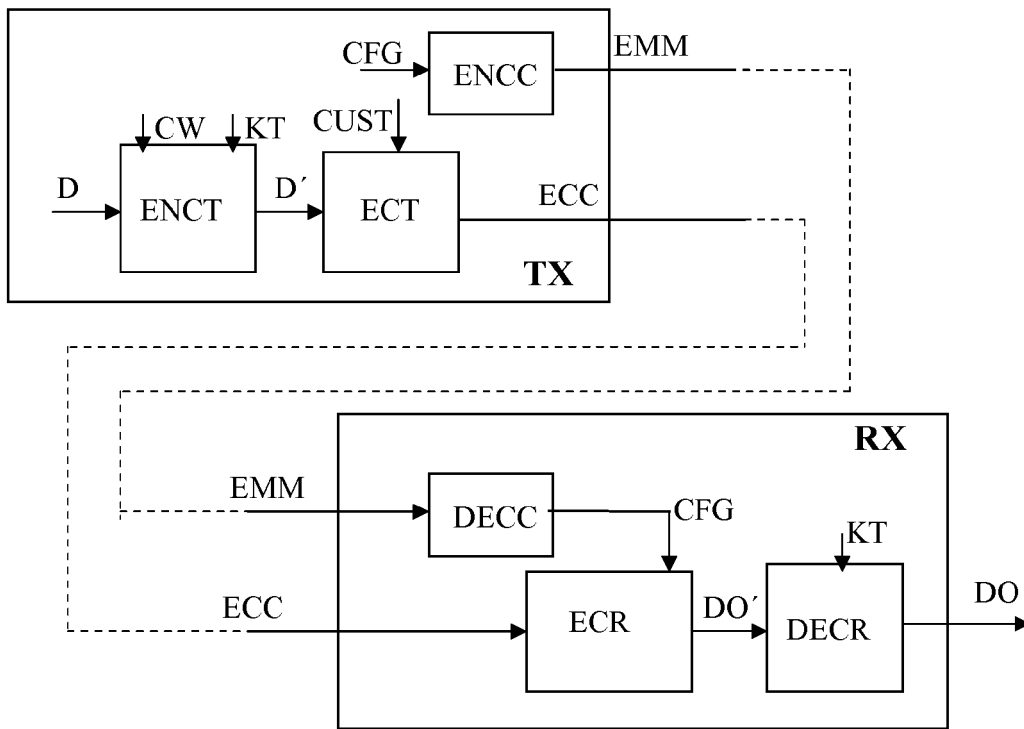 CFG
EMM
ENCC
CUST
CW
KT
D
ENCT
D´
ECT
ECC
TX
RX
EMM
DECC
CFG
KT
ECC
ECR
DO´
DECR
DO